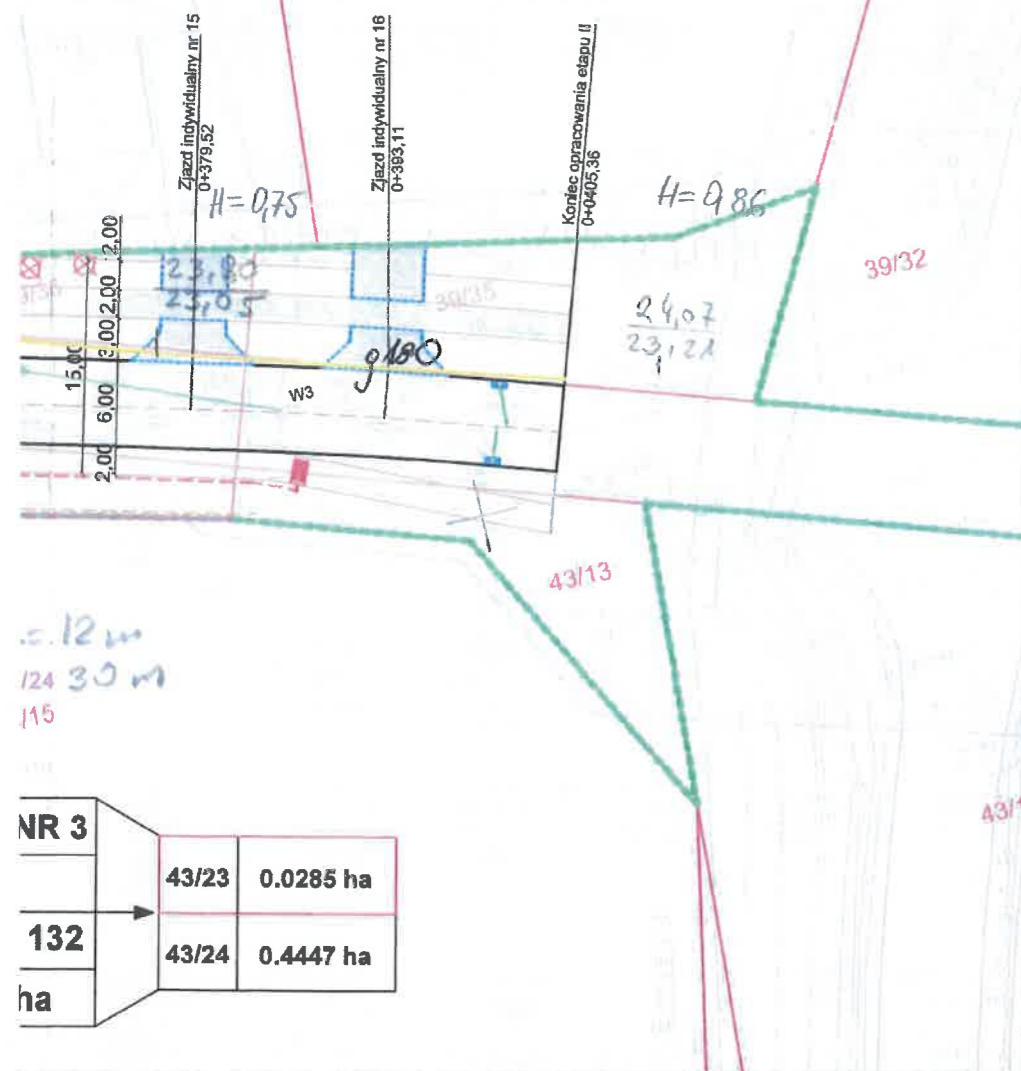 Zjazd indywidualny nr 15
0+379,52
Zjazd indywidualny nr 16
0+393,11
Koniec opracowania etapu II
0+0405,36
H=0,75
H=0,86
2,00
2,00
3,00
15,00
6,00
2,00
23,80
23,05
39/35
39/32
24,07
23,21
g180
W3
43/13
12 m
/24 30 m
/15
NR 3
132
ha
43/23 0.0285 ha
43/24 0.4447 ha
43/1